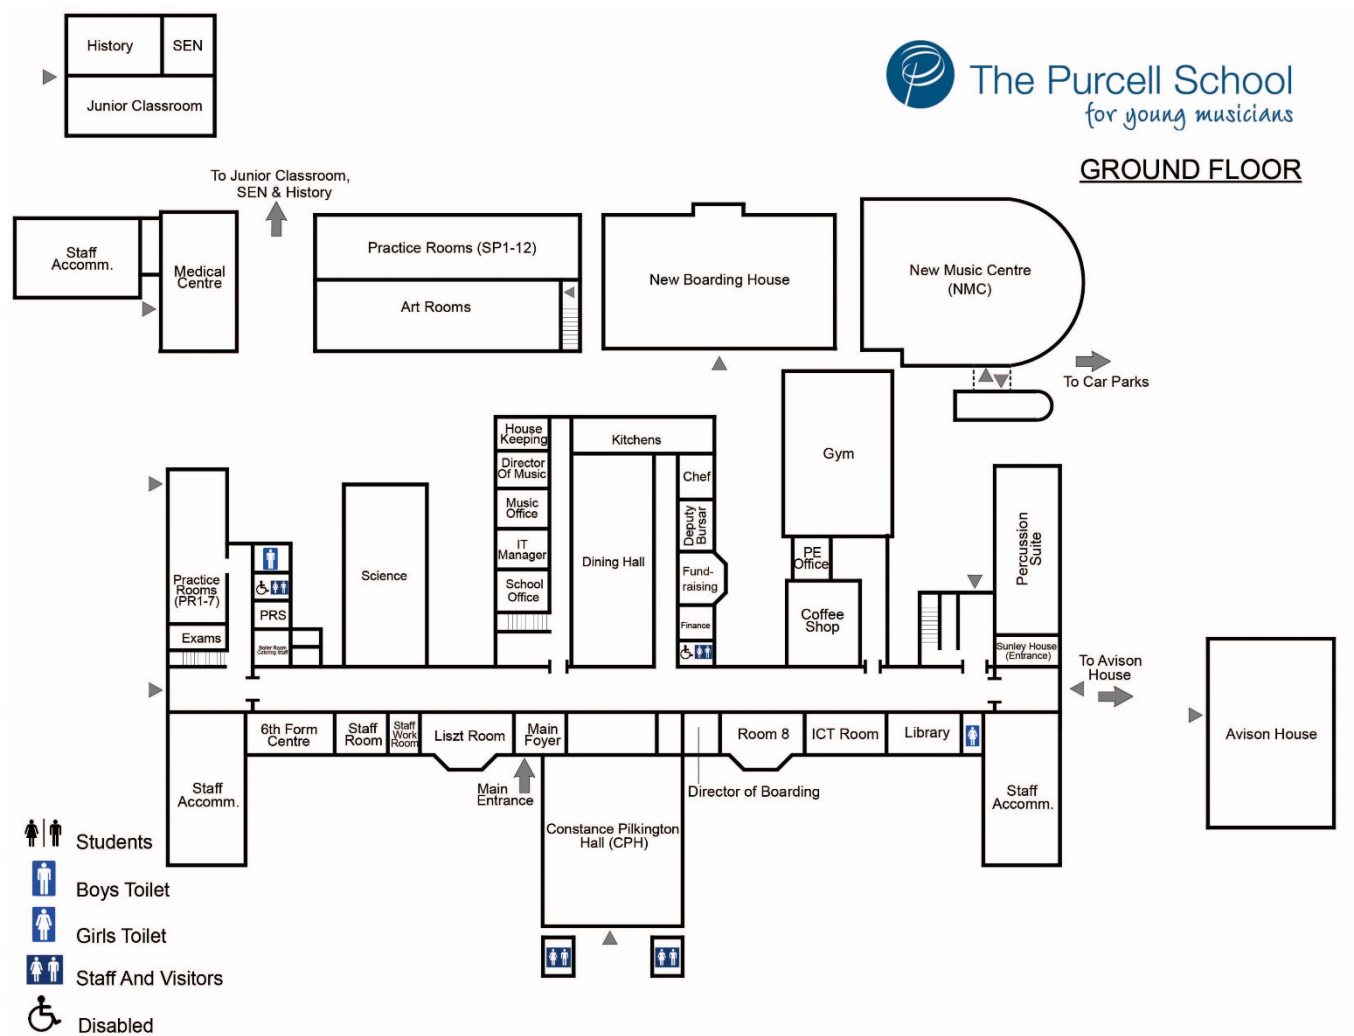 History
SEN
Junior Classroom
The Purcell School
for young musicians
GROUND FLOOR
To Junior Classroom,
SEN & History
Staff
Accomm.
Medical
Centre
Practice Rooms (SP1-12)
Art Rooms
New Boarding House
New Music Centre
(NMC)
To Car Parks
House
Keeping
Director
Of Music
Music
Office
IT
Manager
School
Office
Kitchens
Dining Hall
Chef
Deputy
Bursar
Fund-
raising
Finance
Gym
PE
Office
Coffee
Shop
Percussion
Suite
Sunley House
(Entrance)
Practice
Rooms
(PR1-7)
Exams
PRS
Boiler Room
Catering Staff
Science
To Avison
House
Avison House
6th Form
Centre
Staff
Room
Staff
Work
Room
Liszt Room
Main
Foyer
Room 8
ICT Room
Library
Staff
Accomm.
Main
Entrance
Director of Boarding
Constance Pilkington
Hall (CPH)
Staff
Accomm.
Students
Boys Toilet
Girls Toilet
Staff And Visitors
Disabled